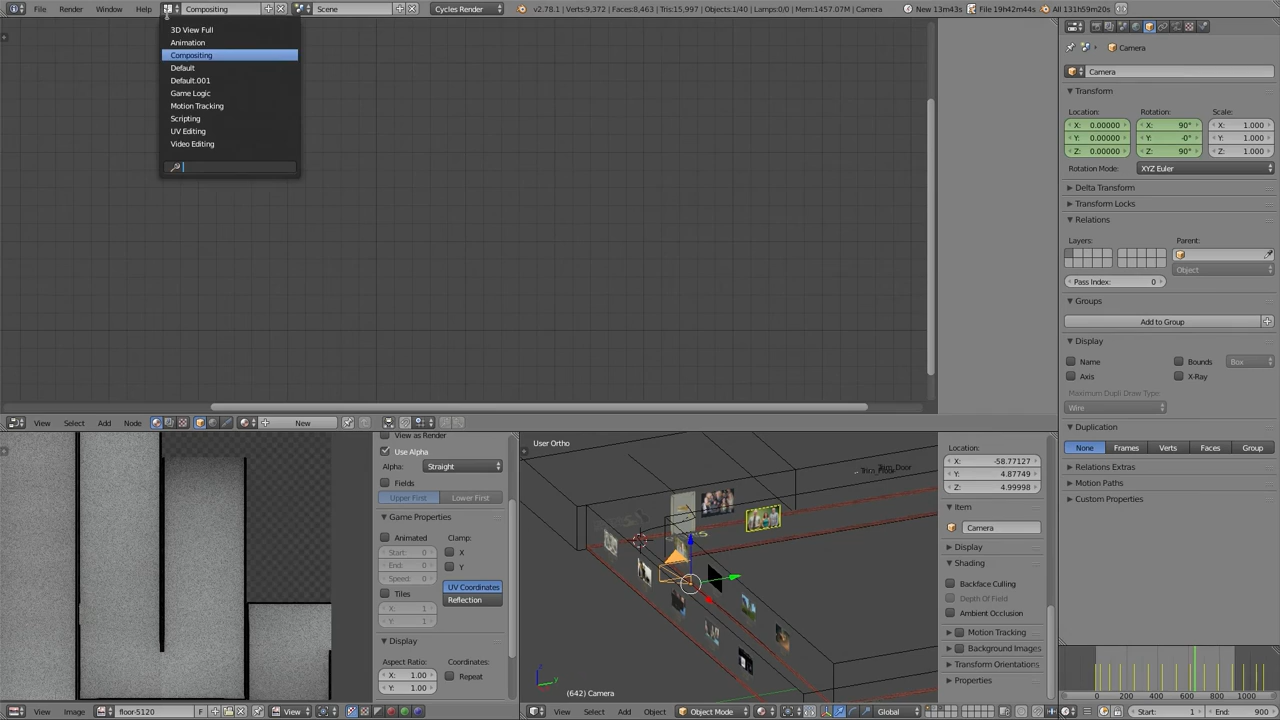 File Render Window Help Compositing Scene Cycles Render v2.78.1 | Verts:9,372 | Faces:8,463 | Tris:15,997 | Objects:1/40 | Lamps:0/0 | Mem:1457.07M | Camera New 13m43s File 19h42m44s All 131h59m20s
3D View Full
Animation
Compositing
Default
Default.001
Game Logic
Motion Tracking
Scripting
UV Editing
Video Editing
Camera
Camera
Transform
Location: Rotation: Scale:
X: 0.00000 X: 90° X: 1.000
Y: 0.00000 Y: -0° Y: 1.000
Z: 0.00000 Z: 90° Z: 1.000
Rotation Mode: XYZ Euler
Delta Transform
Transform Locks
Relations
Layers: Parent:
Object
Pass Index: 0
Groups
Add to Group
Display
Name Bounds Box
Axis X-Ray
Maximum Dupli Draw Type:
Wire
Duplication
None Frames Verts Faces Group
Relations Extras
Motion Paths
Custom Properties
View Select Add Node New
View as Render
Use Alpha
Alpha: Straight
Fields
Upper First Lower First
Game Properties
Animated Clamp:
Start: 0 X
End: 0 Y
Speed: 0
Tiles UV Coordinates
X: 1 Reflection
Y: 1
Display
Aspect Ratio: Coordinates:
X: 1.00 Repeat
Y: 1.00
User Ortho
Trim_Door
(642) Camera
Location:
X: -58.77127
Y: 4.87749
Z: 4.99998
Item
Camera
Display
Shading
Backface Culling
Depth Of Field
Ambient Occlusion
Motion Tracking
Background Images
Transform Orientations
Properties
0 200 400 600 800 1000
View Image floor-5120 F View
View Select Add Object Object Mode Global
Start: 1 End: 900